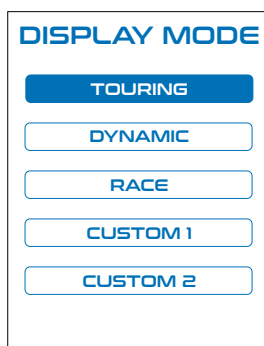 DISPLAY MODE
TOURING
DYNAMIC
RACE
CUSTOM 1
CUSTOM 2